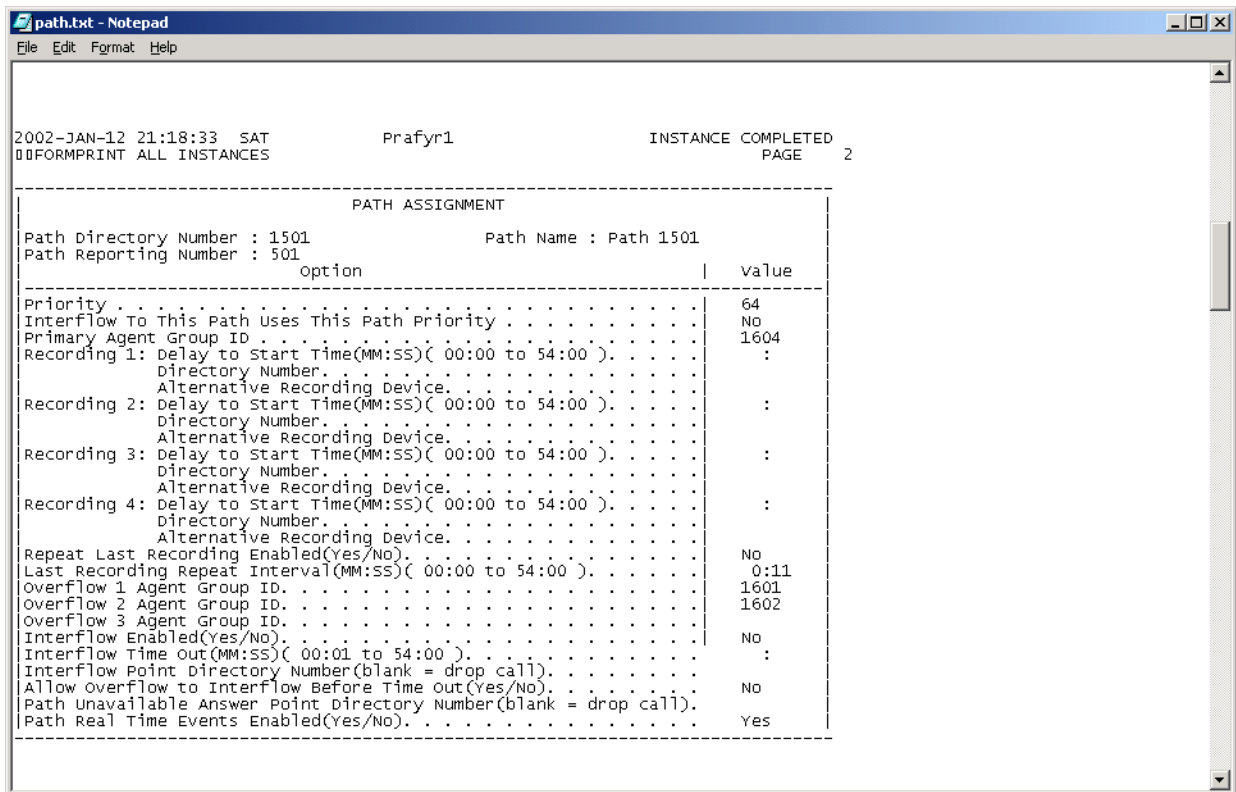 path.txt - Notepad
File Edit Format Help
2002-JAN-12 21:18:33 SAT Prafyr1 INSTANCE COMPLETED
▯▯FORMPRINT ALL INSTANCES PAGE 2
--------------------------------------------------------------------------------------------
| PATH ASSIGNMENT |
| |
|Path Directory Number : 1501 Path Name : Path 1501 |
|Path Reporting Number : 501 |
| Option | Value |
|-----------------------------------------------------------------------------------------|
|Priority . . . . . . . . . . . . . . . . . . . . . . . . . . . . . . . . .| 64 |
|Interflow To This Path Uses This Path Priority . . . . . . . . . . .| No |
|Primary Agent Group ID . . . . . . . . . . . . . . . . . . . . . . . . .| 1604 |
|Recording 1: Delay to Start Time(MM:SS)( 00:00 to 54:00 ). . . . .| : |
| Directory Number. . . . . . . . . . . . . . . . . . . . .| |
| Alternative Recording Device. . . . . . . . . . . . . .| |
|Recording 2: Delay to Start Time(MM:SS)( 00:00 to 54:00 ). . . . .| : |
| Directory Number. . . . . . . . . . . . . . . . . . . . .| |
| Alternative Recording Device. . . . . . . . . . . . . .| |
|Recording 3: Delay to Start Time(MM:SS)( 00:00 to 54:00 ). . . . .| : |
| Directory Number. . . . . . . . . . . . . . . . . . . . .| |
| Alternative Recording Device. . . . . . . . . . . . . .| |
|Recording 4: Delay to Start Time(MM:SS)( 00:00 to 54:00 ). . . . .| : |
| Directory Number. . . . . . . . . . . . . . . . . . . . .| |
| Alternative Recording Device. . . . . . . . . . . . . .| |
|Repeat Last Recording Enabled(Yes/No). . . . . . . . . . . . . . . . .| No |
|Last Recording Repeat Interval(MM:SS)( 00:00 to 54:00 ). . . . . .| 0:11 |
|Overflow 1 Agent Group ID. . . . . . . . . . . . . . . . . . . . . . . .| 1601 |
|Overflow 2 Agent Group ID. . . . . . . . . . . . . . . . . . . . . . . .| 1602 |
|Overflow 3 Agent Group ID. . . . . . . . . . . . . . . . . . . . . . . .| |
|Interflow Enabled(Yes/No). . . . . . . . . . . . . . . . . . . . . . . .| No |
|Interflow Time Out(MM:SS)( 00:01 to 54:00 ). . . . . . . . . . . . . : |
|Interflow Point Directory Number(blank = drop call). . . . . . . . . |
|Allow Overflow to Interflow Before Time Out(Yes/No). . . . . . . . . No |
|Path Unavailable Answer Point Directory Number(blank = drop call). |
|Path Real Time Events Enabled(Yes/No). . . . . . . . . . . . . . . . . Yes |
--------------------------------------------------------------------------------------------